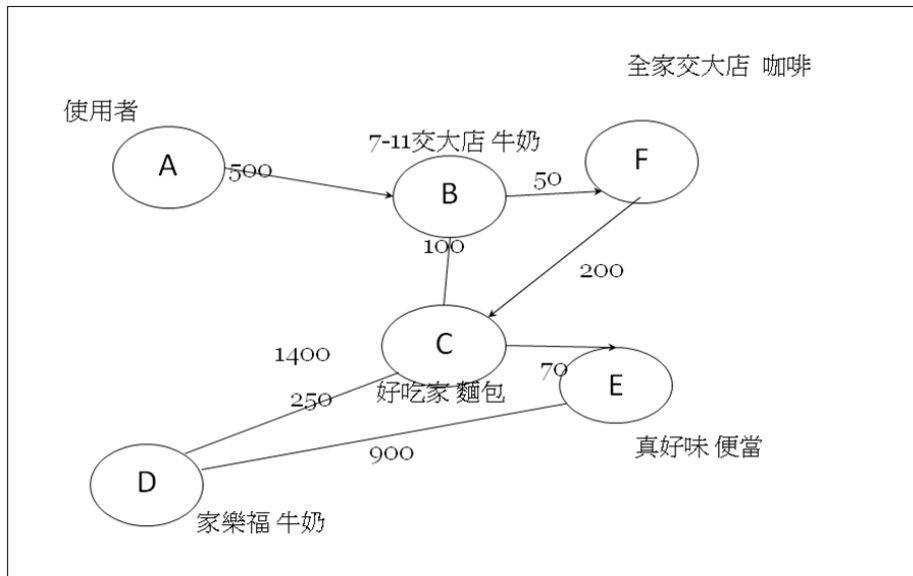 全家交大店 咖啡
使用者
7-11交大店 牛奶
A
500
B
50
F
100
200
C
1400
70
好吃家 麵包
250
E
900
真好味 便當
D
家樂福 牛奶